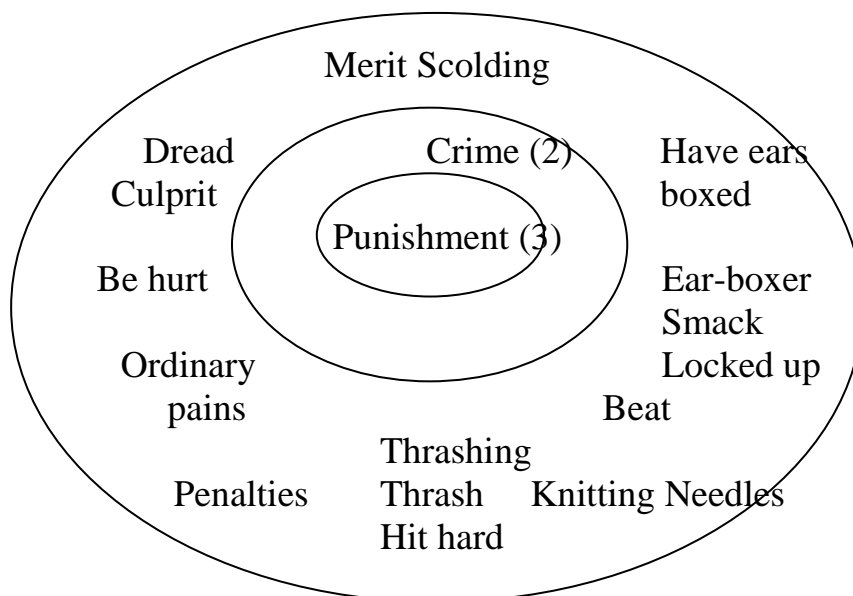 Merit Scolding
Dread
Culprit
Crime (2)
Have ears
boxed
Punishment (3)
Be hurt
Ear-boxer
Smack
Locked up
Ordinary
pains
Beat
Thrashing
Thrash
Hit hard
Penalties
Knitting Needles